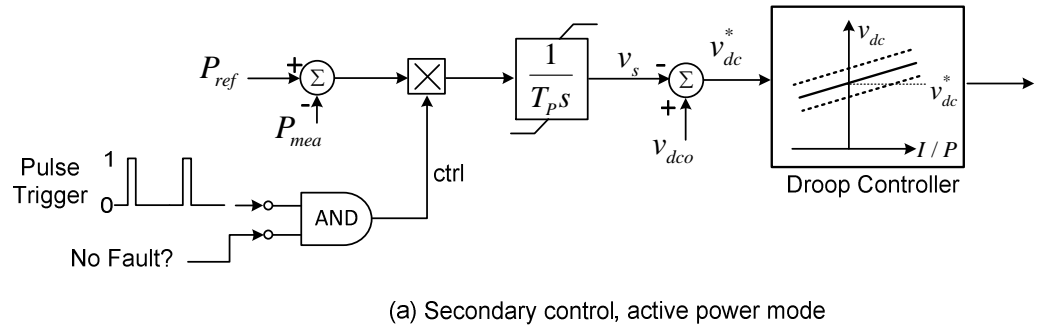 P_ref
+
Σ
-
P_mea
×
1
T_P s
v_s
-
Σ
+
v_dco
v*_dc
v_dc
v*_dc
I / P
Droop Controller
Pulse
Trigger
1
0
AND
ctrl
No Fault?
(a) Secondary control, active power mode